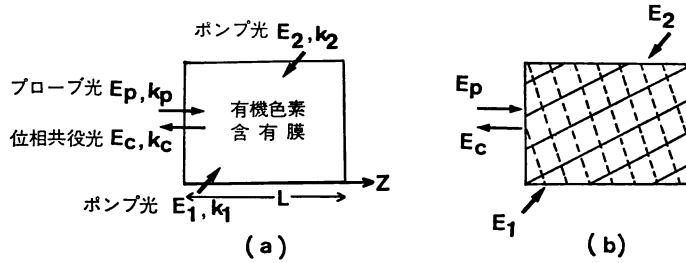 ポンプ光 E2, k2
プローブ光 Ep, kp
位相共役光 Ec, kc
有機色素
含有膜
ポンプ光 E1, k1
L
Z
(a)
E2
Ep
Ec
E1
(b)